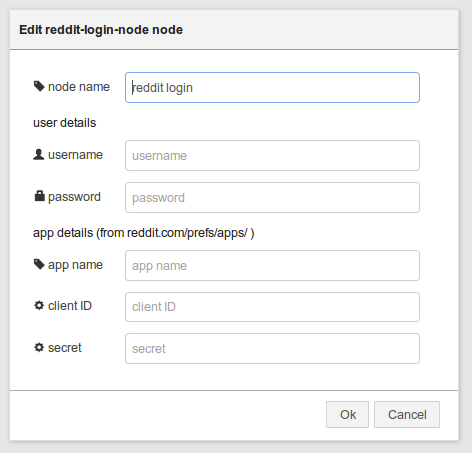 Edit reddit-login-node node
node name reddit login
user details
username username
password password
app details (from reddit.com/prefs/apps/ )
app name app name
client ID client ID
secret secret
Ok Cancel